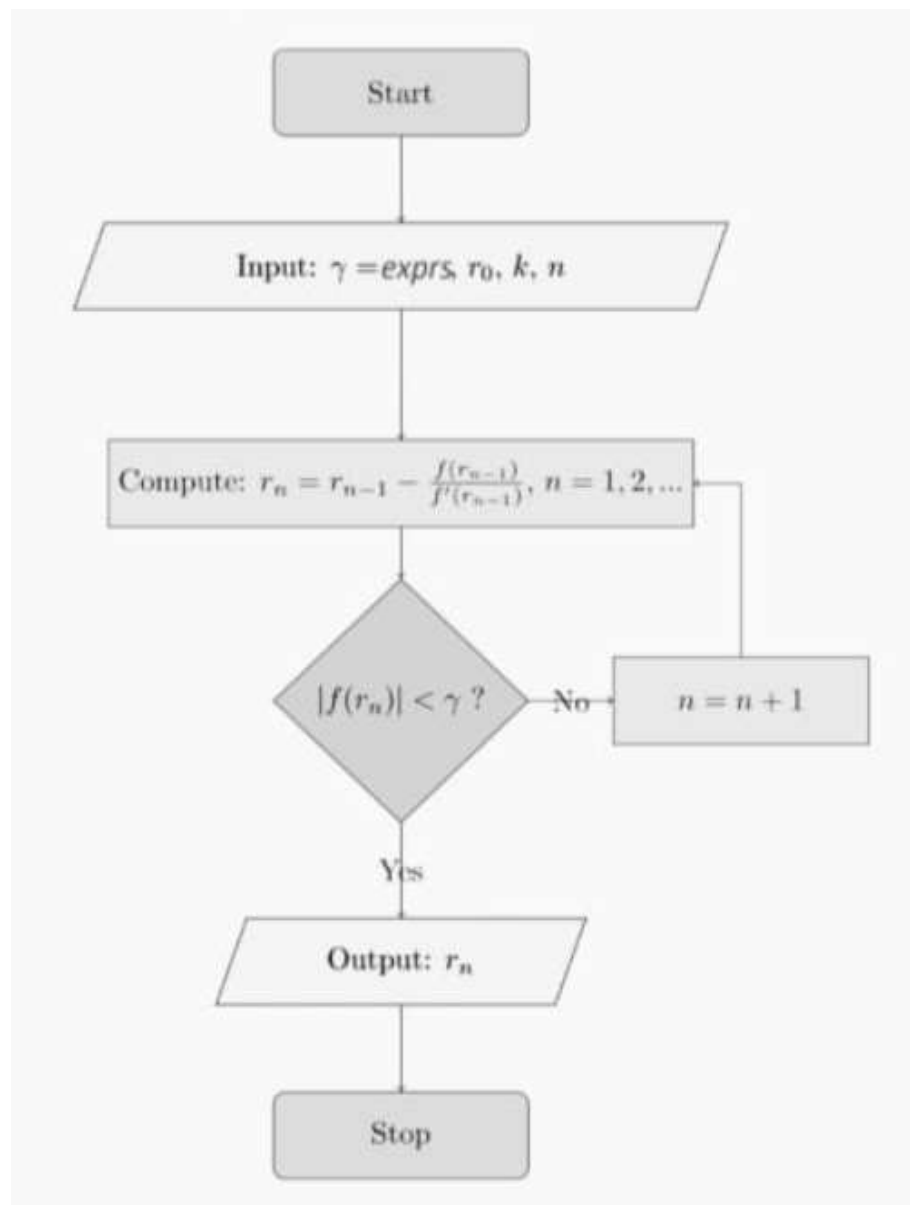 Start
Input: γ =exprs, r₀, k, n
Compute: rₙ = rₙ₋₁ − f(rₙ₋₁)/f′(rₙ₋₁), n = 1, 2, ...
|f(rₙ)| < γ ?
No
n = n + 1
Yes
Output: rₙ
Stop